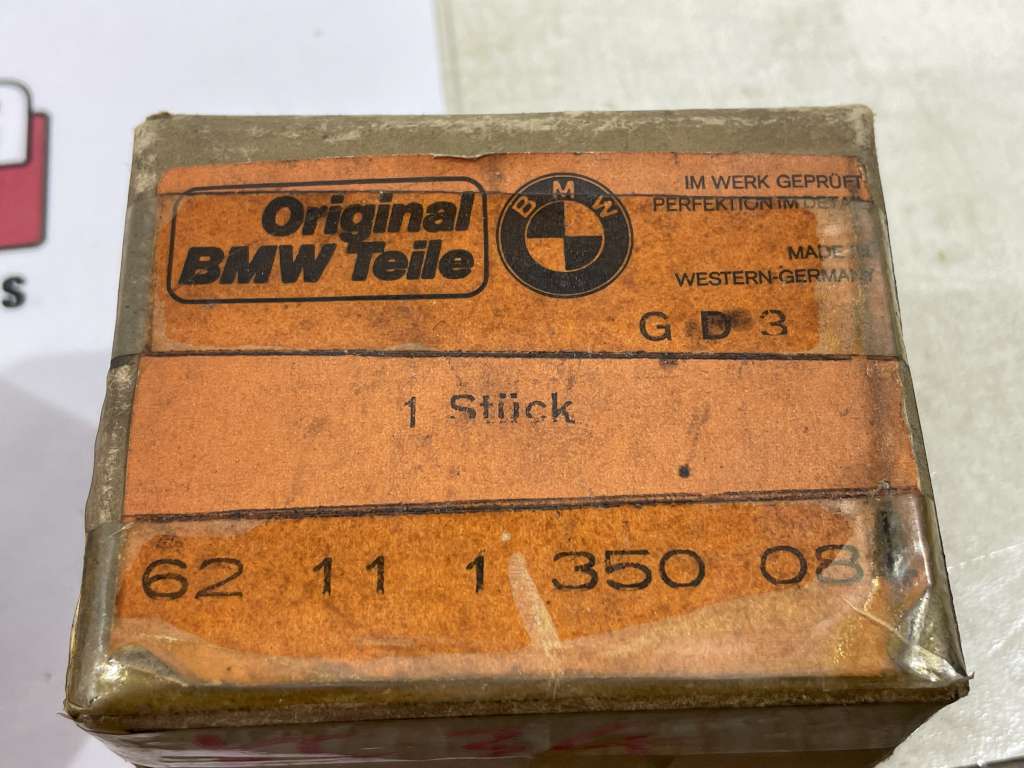 Original
BMW Teile
BMW
IM WERK GEPRÜFT
PERFEKTION IM DETAIL
MADE IN
WESTERN-GERMANY
G D 3
1 Stück
62 11 1 350 08
s